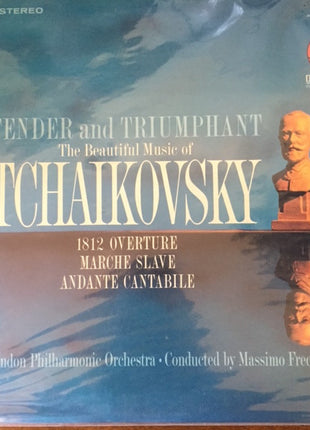 STEREO
TENDER and TRIUMPHANT
The Beautiful Music of
TCHAIKOVSKY
1812 OVERTURE
MARCHE SLAVE
ANDANTE CANTABILE
ndon Philharmonic Orchestra · Conducted by Massimo Frec